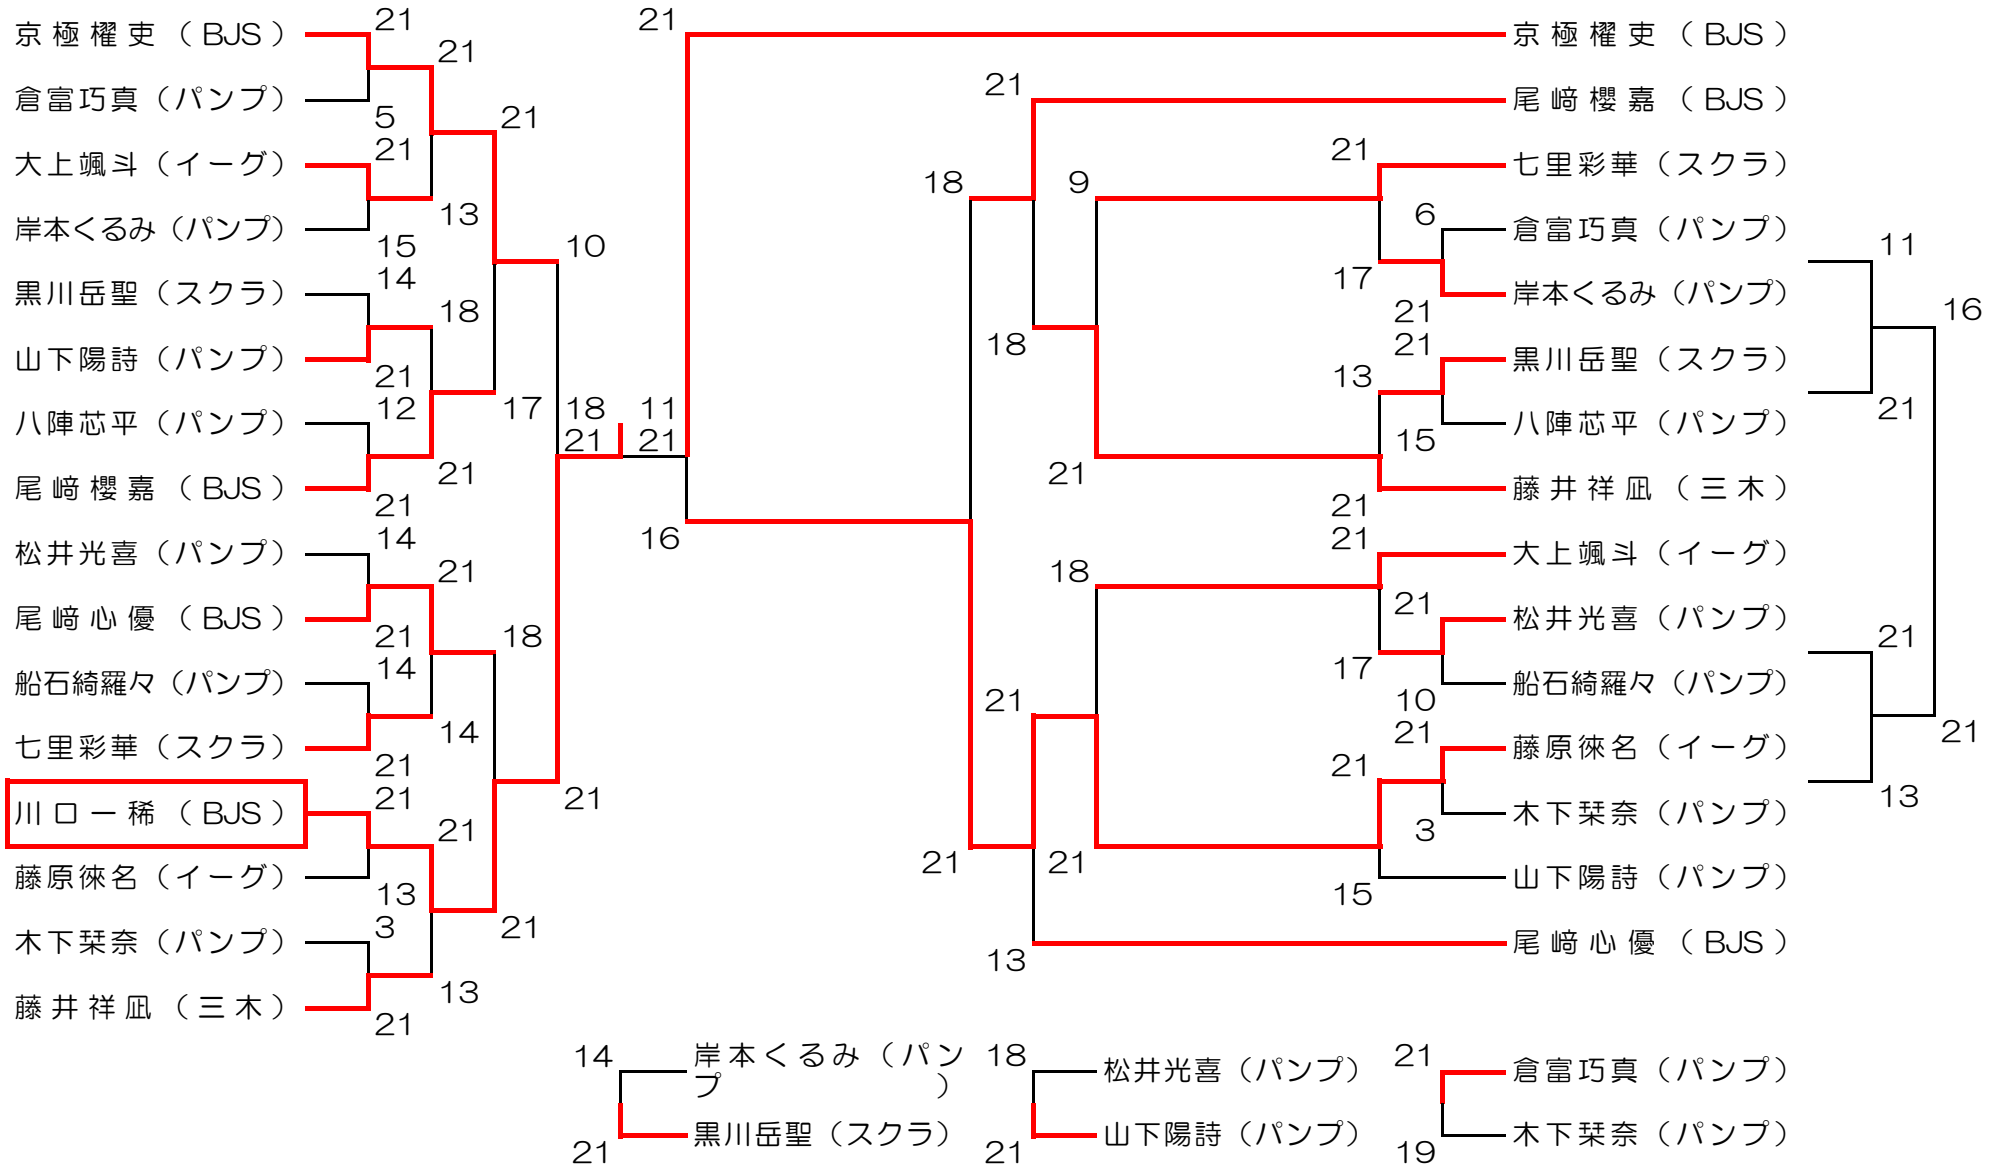 京極櫂吏（BJS）
倉富巧真（パンプ）
大上颯斗（イーグ）
岸本くるみ（パンプ）
黒川岳聖（スクラ）
山下陽詩（パンプ）
八陣芯平（パンプ）
尾﨑櫻嘉（BJS）
松井光喜（パンプ）
尾﨑心優（BJS）
船石綺羅々（パンプ）
七里彩華（スクラ）
川口一稀（BJS）
藤原徠名（イーグ）
木下栞奈（パンプ）
藤井祥凪（三木）
21
5
21
15
14
21
12
21
14
21
14
21
21
13
3
21
21
13
18
21
21
14
21
13
21
17
18
21
10
21
18
21
11
21
21
16
18
21
21
18
21
13
9
21
18
21
21
17
13
15
21
21
17
21
15
6
21
21
21
10
21
3
京極櫂吏（BJS）
尾﨑櫻嘉（BJS）
七里彩華（スクラ）
倉富巧真（パンプ）
岸本くるみ（パンプ）
黒川岳聖（スクラ）
八陣芯平（パンプ）
藤井祥凪（三木）
大上颯斗（イーグ）
松井光喜（パンプ）
船石綺羅々（パンプ）
藤原徠名（イーグ）
木下栞奈（パンプ）
山下陽詩（パンプ）
尾﨑心優（BJS）
11
21
21
13
16
21
14
岸本くるみ（パン
プ）
21
黒川岳聖（スクラ）
18
松井光喜（パンプ）
21
山下陽詩（パンプ）
21
倉富巧真（パンプ）
19
木下栞奈（パンプ）